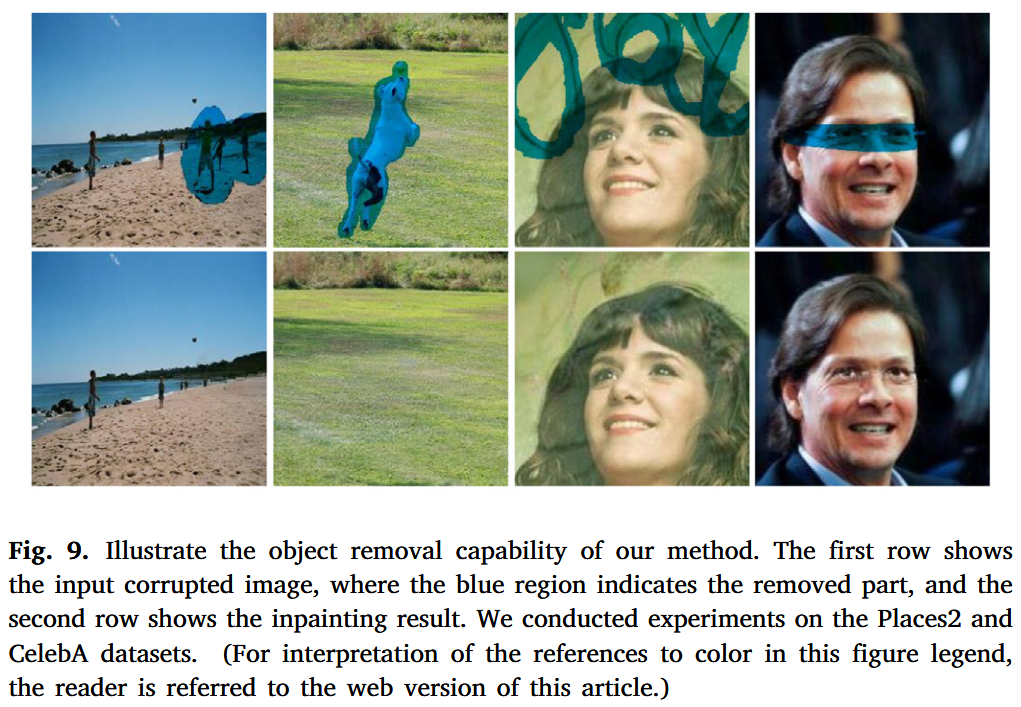 Fig. 9. Illustrate the object removal capability of our method. The first row shows
the input corrupted image, where the blue region indicates the removed part, and the
second row shows the inpainting result. We conducted experiments on the Places2 and
CelebA datasets. (For interpretation of the references to color in this figure legend,
the reader is referred to the web version of this article.)